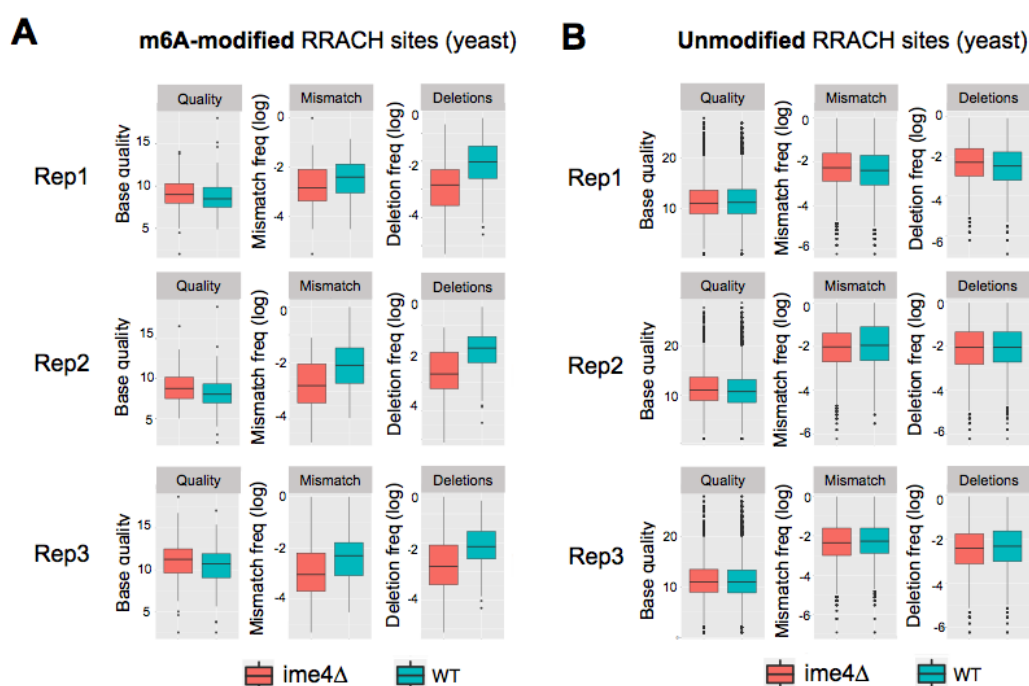 A m6A-modified RRACH sites (yeast)
B Unmodified RRACH sites (yeast)
Rep1
Quality
Base quality
15
10
5
Mismatch
Mismatch freq (log)
0
-2
-4
Deletions
Deletion freq (log)
0
-2
Rep1
Quality
Base quality
20
10
Mismatch
Mismatch freq (log)
0
-2
-4
-6
Deletions
Deletion freq (log)
0
-2
-4
-6
Rep2
Quality
Base quality
15
10
5
Mismatch
Mismatch freq (log)
0
-2
-4
Deletions
Deletion freq (log)
0
-2
-4
Rep2
Quality
Base quality
20
10
Mismatch
Mismatch freq (log)
0
-2
-4
-6
Deletions
Deletion freq (log)
0
-2
-4
-6
Rep3
Quality
Base quality
15
10
5
Mismatch
Mismatch freq (log)
0
-2
-4
Deletions
Deletion freq (log)
0
-2
-4
Rep3
Quality
Base quality
20
10
Mismatch
Mismatch freq (log)
0
-2
-4
-6
Deletions
Deletion freq (log)
0
-2
-4
-6
ime4Δ WT
ime4Δ WT